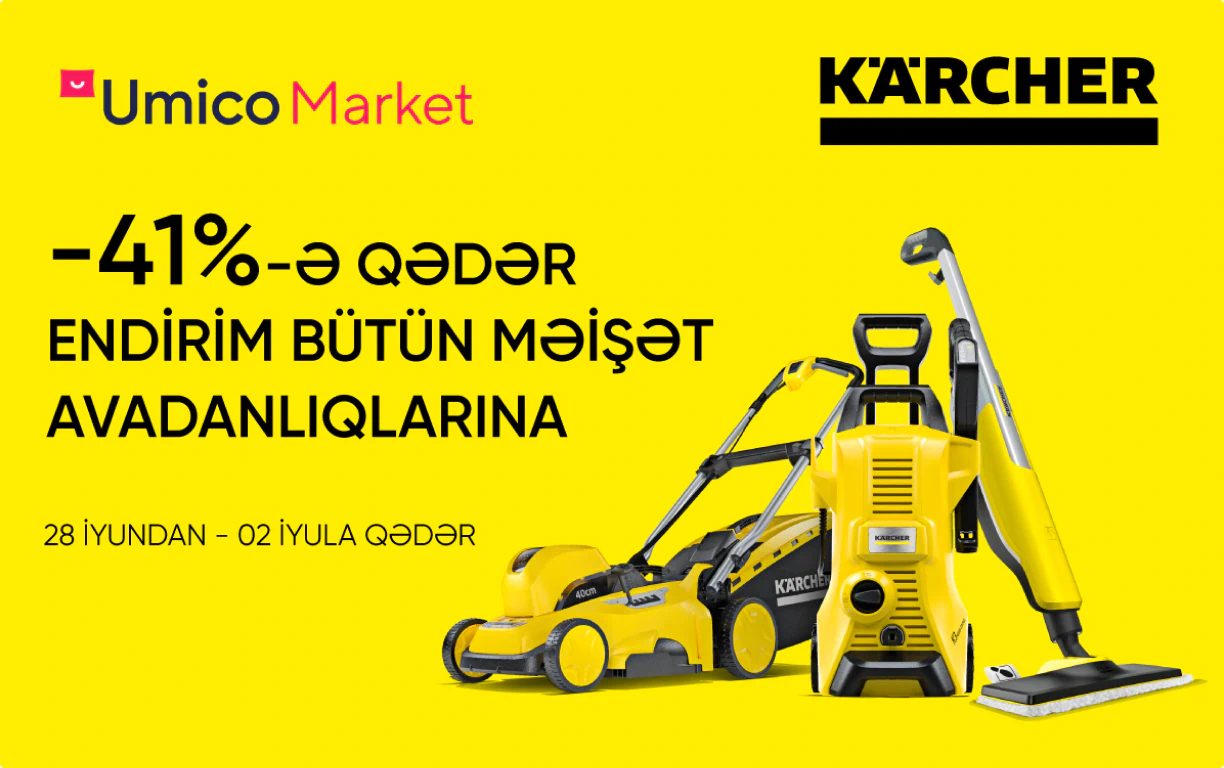 Umico Market
KÄRCHER
-41%-Ə QƏDƏR
ENDİRİM BÜTÜN MƏİŞƏT
AVADANLIQLARINA
28 İYUNDAN - 02 İYULA QƏDƏR
KÄRCHER
40cm
KÄRCHER